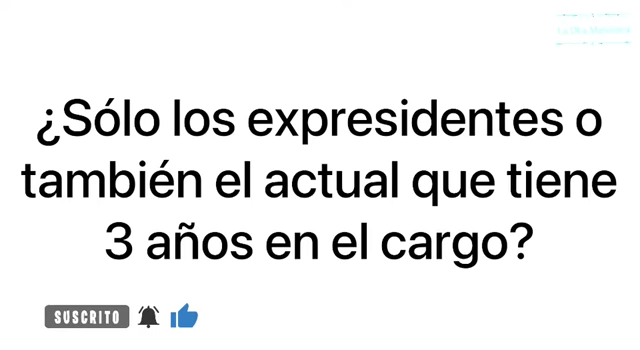 ¿Sólo los expresidentes o
también el actual que tiene
3 años en el cargo?
SUSCRITO